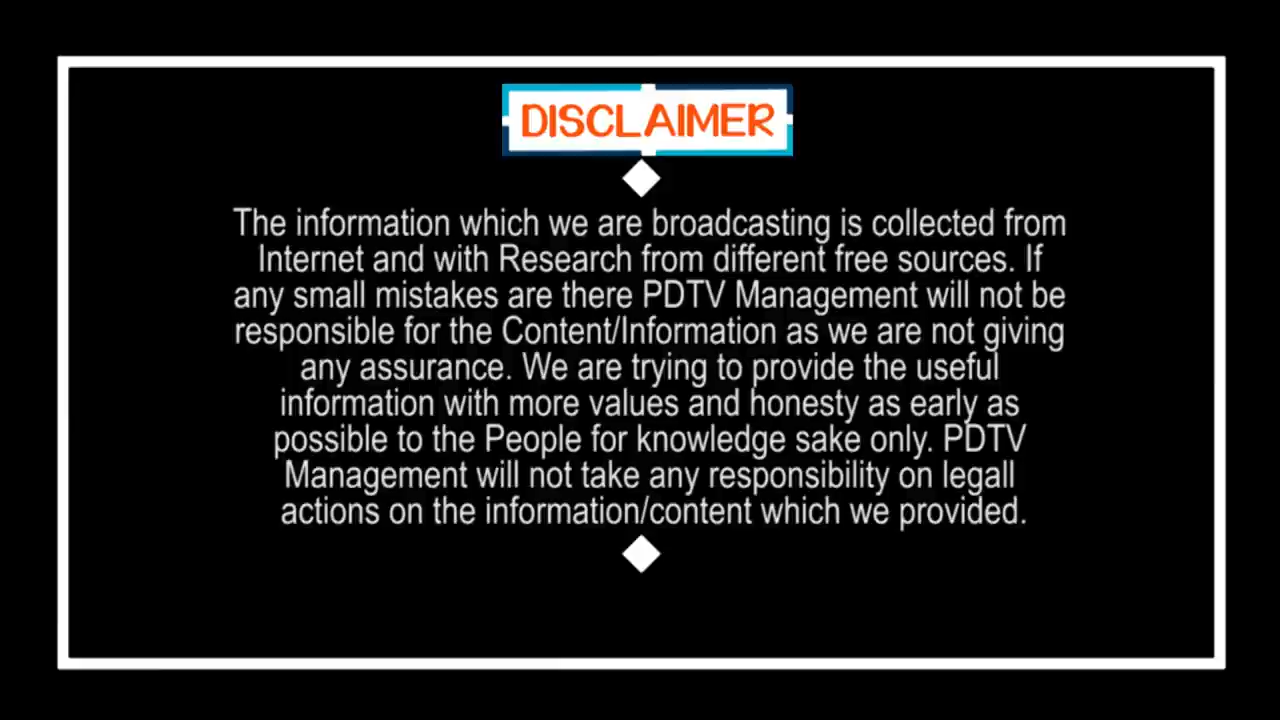 DISCLAIMER
The information which we are broadcasting is collected from
Internet and with Research from different free sources. If
any small mistakes are there PDTV Management will not be
responsible for the Content/Information as we are not giving
any assurance. We are trying to provide the useful
information with more values and honesty as early as
possible to the People for knowledge sake only. PDTV
Management will not take any responsibility on legall
actions on the information/content which we provided.